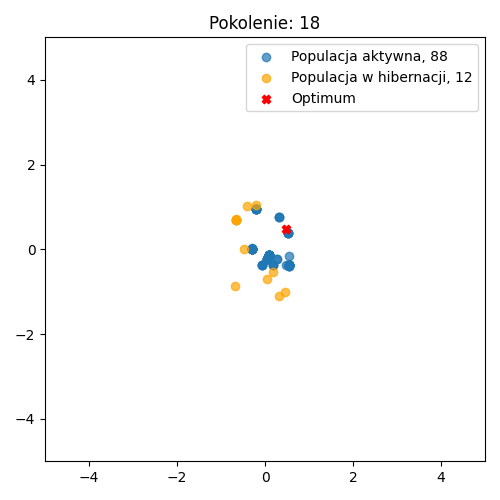 Pokolenie: 18
Populacja aktywna, 88
Populacja w hibernacji, 12
Optimum
4
2
0
−2
−4
−4
−2
0
2
4